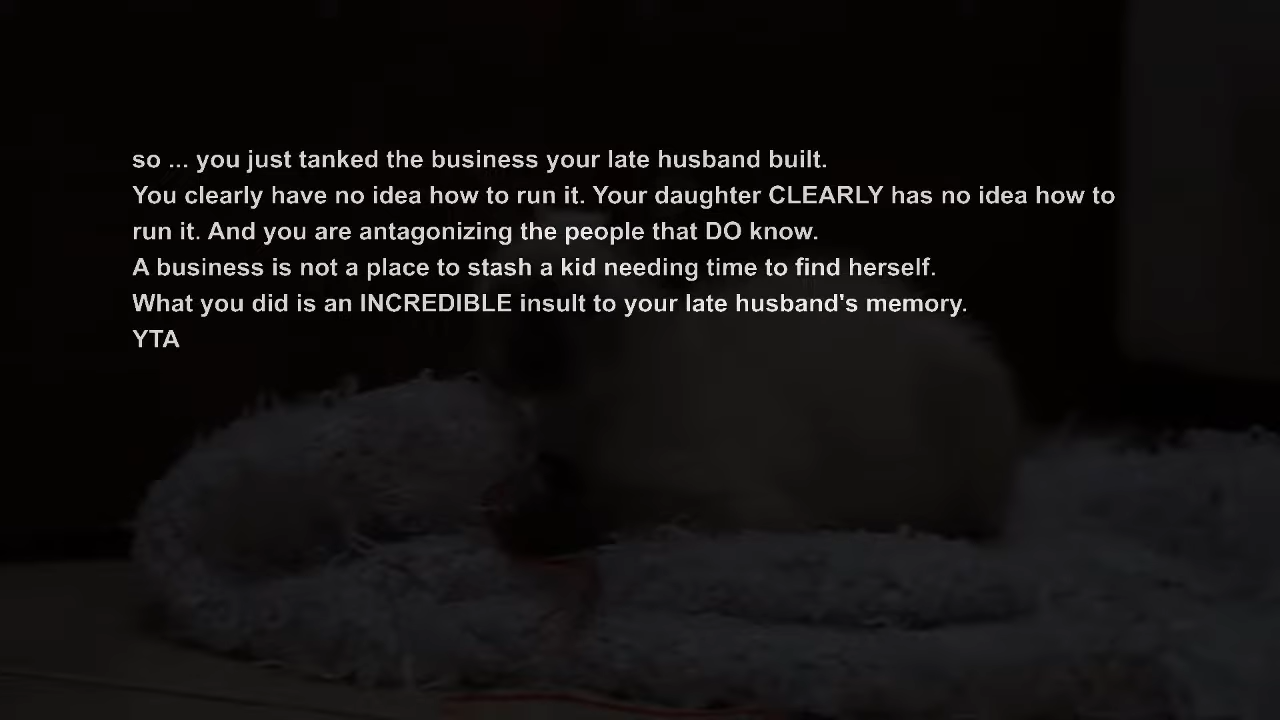 so ... you just tanked the business your late husband built.
You clearly have no idea how to run it. Your daughter CLEARLY has no idea how to
run it. And you are antagonizing the people that DO know.
A business is not a place to stash a kid needing time to find herself.
What you did is an INCREDIBLE insult to your late husband's memory.
YTA